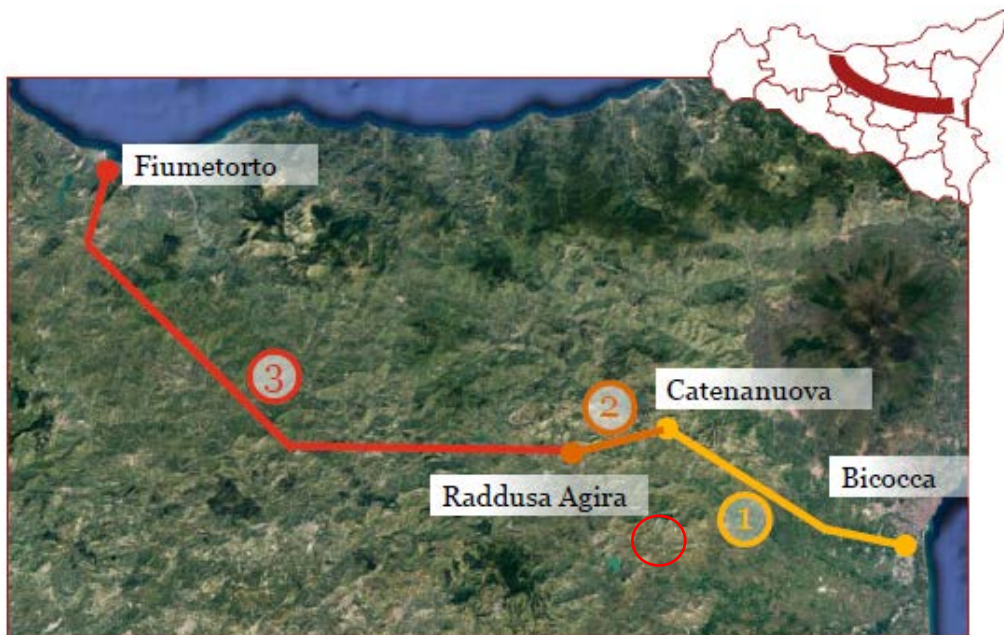 Fiumetorto
3
2
Catenanuova
Raddusa Agira
1
Bicocca